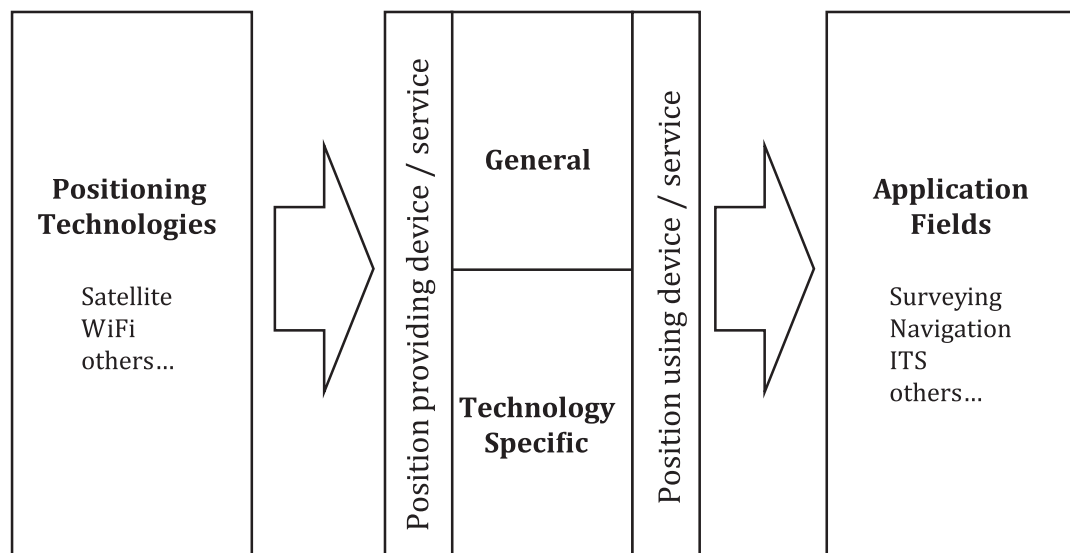 Positioning
Technologies
Satellite
WiFi
others…
Position providing device / service
General
Technology
Specific
Position using device / service
Application
Fields
Surveying
Navigation
ITS
others…